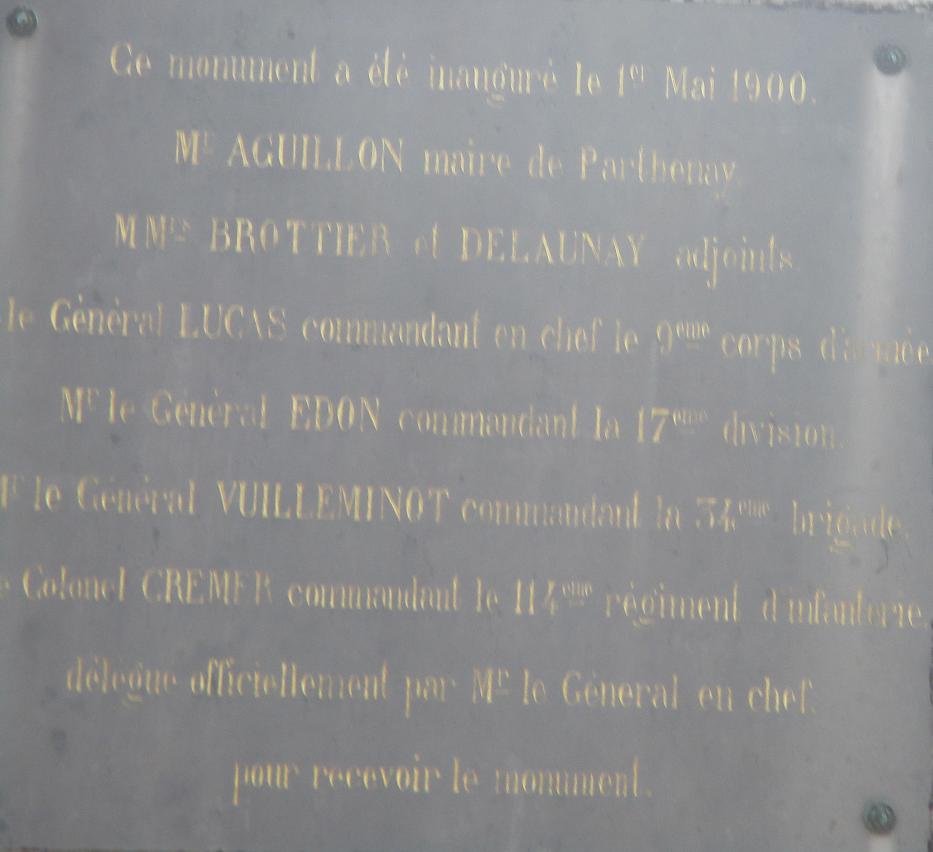 Ce monument a été inauguré le 1er Mai 1900.
Mr AGUILLON maire de Parthenay.
MMrs BROTTIER et DELAUNAY adjoints.
le Général LUCAS commandant en chef le 9eme corps d'armée
Mr le Général EDON commandant la 17eme division.
Mr le Général VUILLEMINOT commandant la 34eme brigade.
Colonel CREMER commandant le 114eme régiment d'infanterie.
délégué officiellement par Mr le Géneral en chef.
pour recevoir le monument.